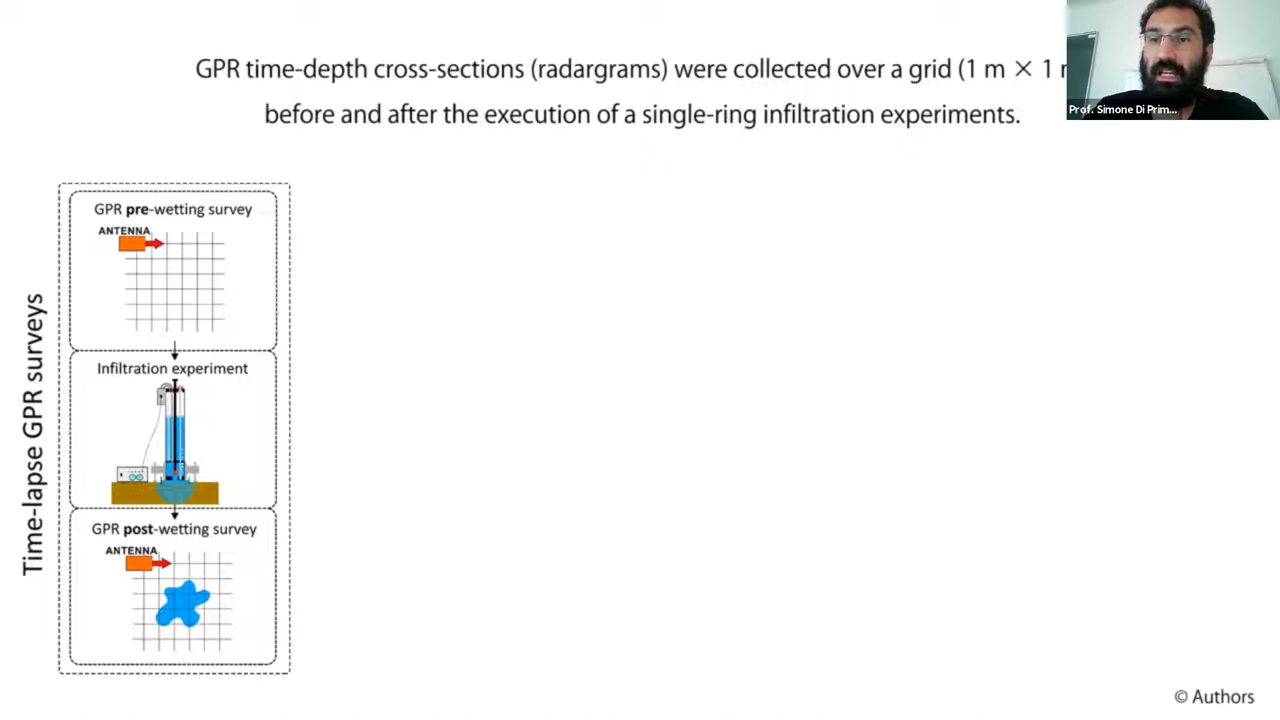 GPR time-depth cross-sections (radargrams) were collected over a grid (1 m × 1
before and after the execution of a single-ring infiltration experiments.
Prof. Simone Di Prim...
Time-lapse GPR surveys
GPR pre-wetting survey
ANTENNA
Infiltration experiment
GPR post-wetting survey
ANTENNA
© Authors